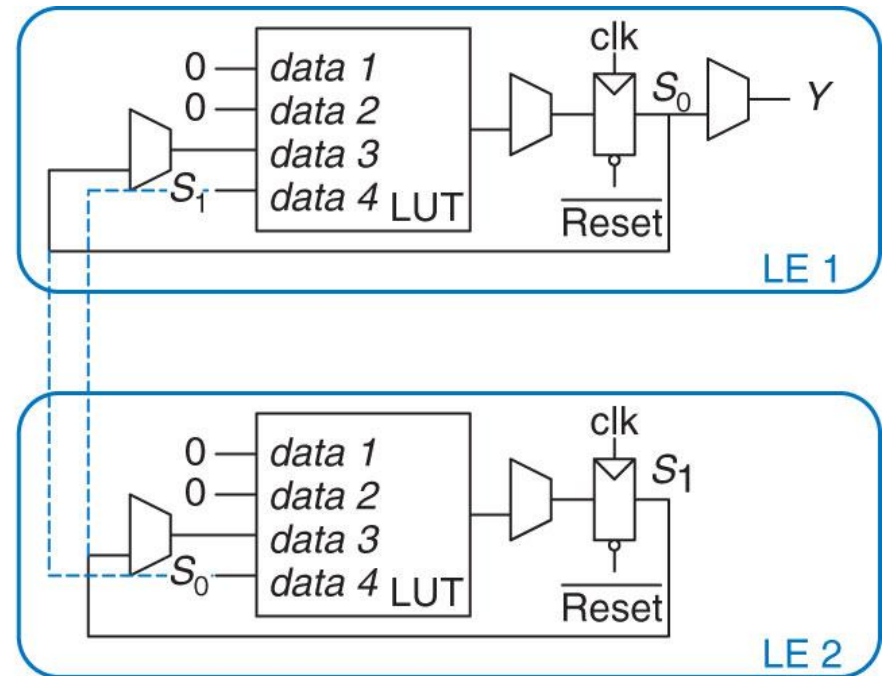 clk
0 data 1
0 data 2
S₀ Y
data 3
S₁ data 4 LUT
Reset
LE 1
clk
0 data 1
0 data 2
S1
data 3
S₀ data 4 LUT
Reset
LE 2